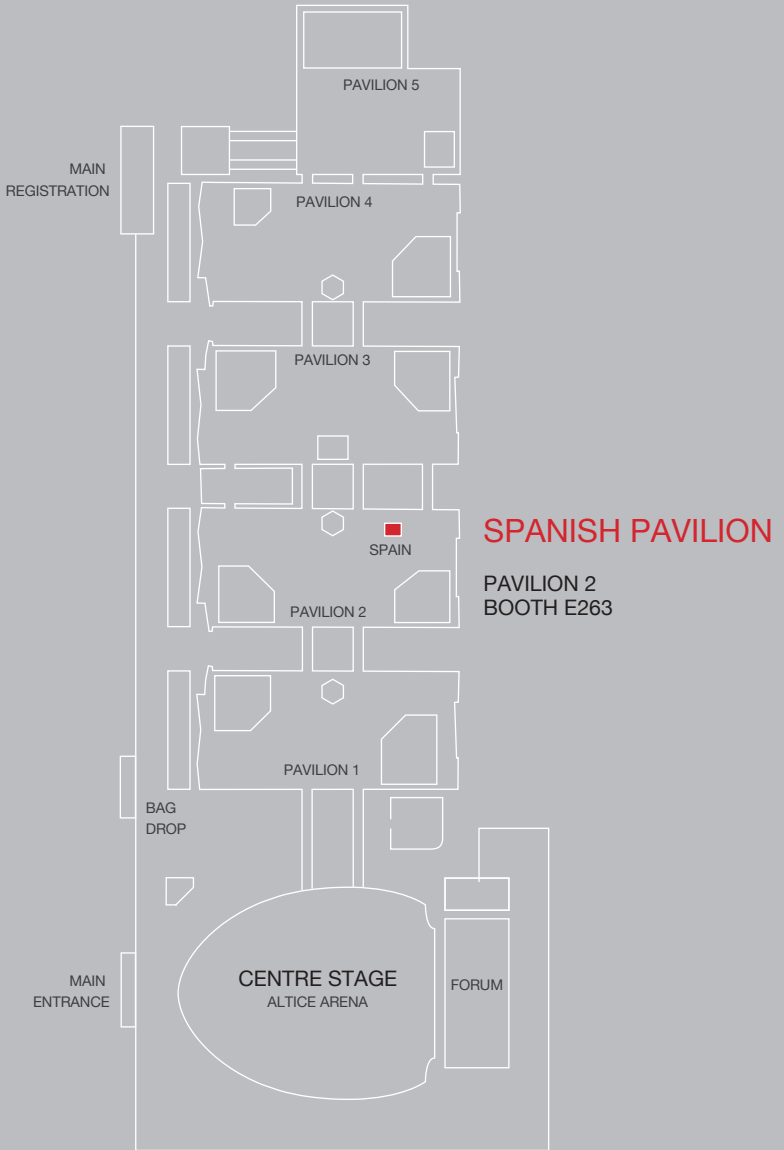 PAVILION 5
MAIN
REGISTRATION
PAVILION 4
PAVILION 3
SPAIN
SPANISH PAVILION
PAVILION 2
BOOTH E263
PAVILION 2
PAVILION 1
BAG
DROP
MAIN
ENTRANCE
CENTRE STAGE
ALTICE ARENA
FORUM